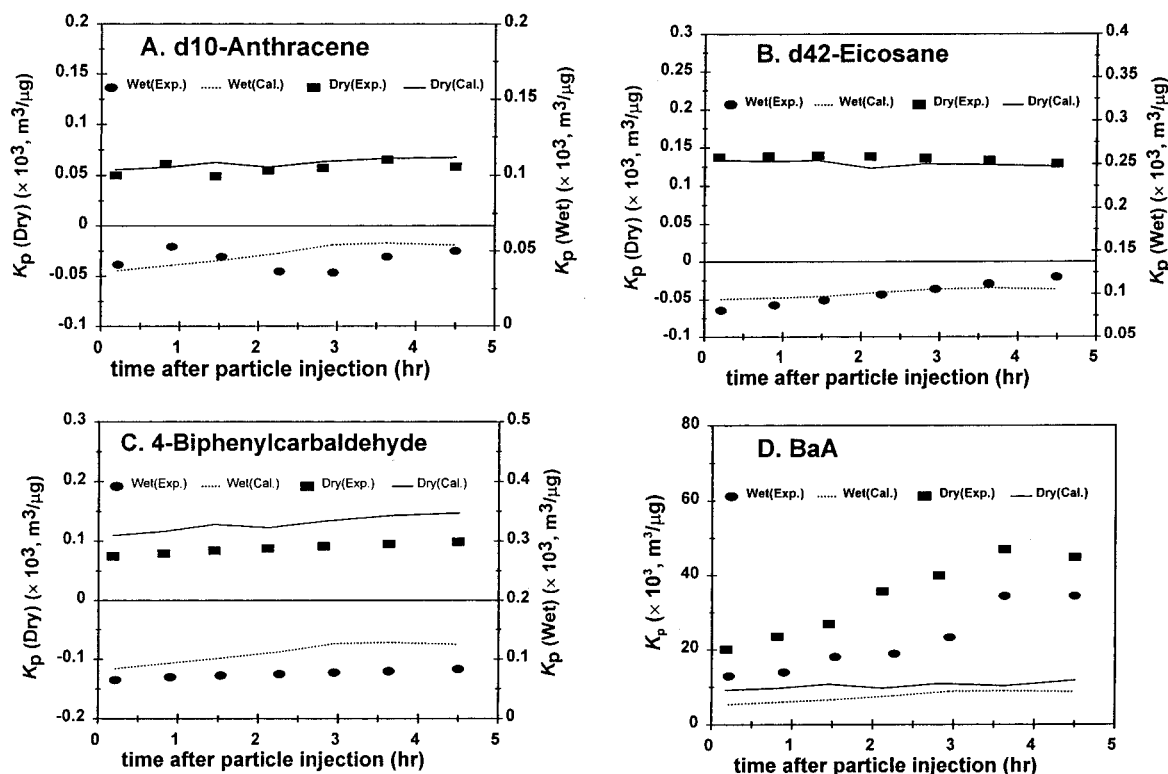 A. d10-Anthracene
Wet(Exp.) Wet(Cal.) Dry(Exp.) Dry(Cal.)
Kp (Dry) (× 10³, m³/μg)
0.2
0.15
0.1
0.05
0
-0.05
-0.1
0.2
0.15
0.1
0.05
0
Kp (Wet) (× 10³, m³/μg)
0 1 2 3 4 5
time after particle injection (hr)
B. d42-Eicosane
Wet(Exp.) Wet(Cal.) Dry(Exp.) Dry(Cal.)
Kp (Dry) (× 10³, m³/μg)
0.3
0.25
0.2
0.15
0.1
0.05
0
-0.05
-0.1
0.4
0.35
0.3
0.25
0.2
0.15
0.1
0.05
Kp (Wet) (× 10³, m³/μg)
0 1 2 3 4 5
time after particle injection (hr)
C. 4-Biphenylcarbaldehyde
Wet(Exp.) Wet(Cal.) Dry(Exp.) Dry(Cal.)
Kp (Dry) (× 10³, m³/μg)
0.3
0.2
0.1
0
-0.1
-0.2
0.5
0.4
0.3
0.2
0.1
0
Kp (Wet) (× 10³, m³/μg)
0 1 2 3 4 5
time after particle injection (hr)
D. BaA
Wet(Exp.) Wet(Cal.) Dry(Exp.) Dry(Cal.)
Kp (× 10³, m³/μg)
80
60
40
20
0
0 1 2 3 4 5
time after particle injection (hr)